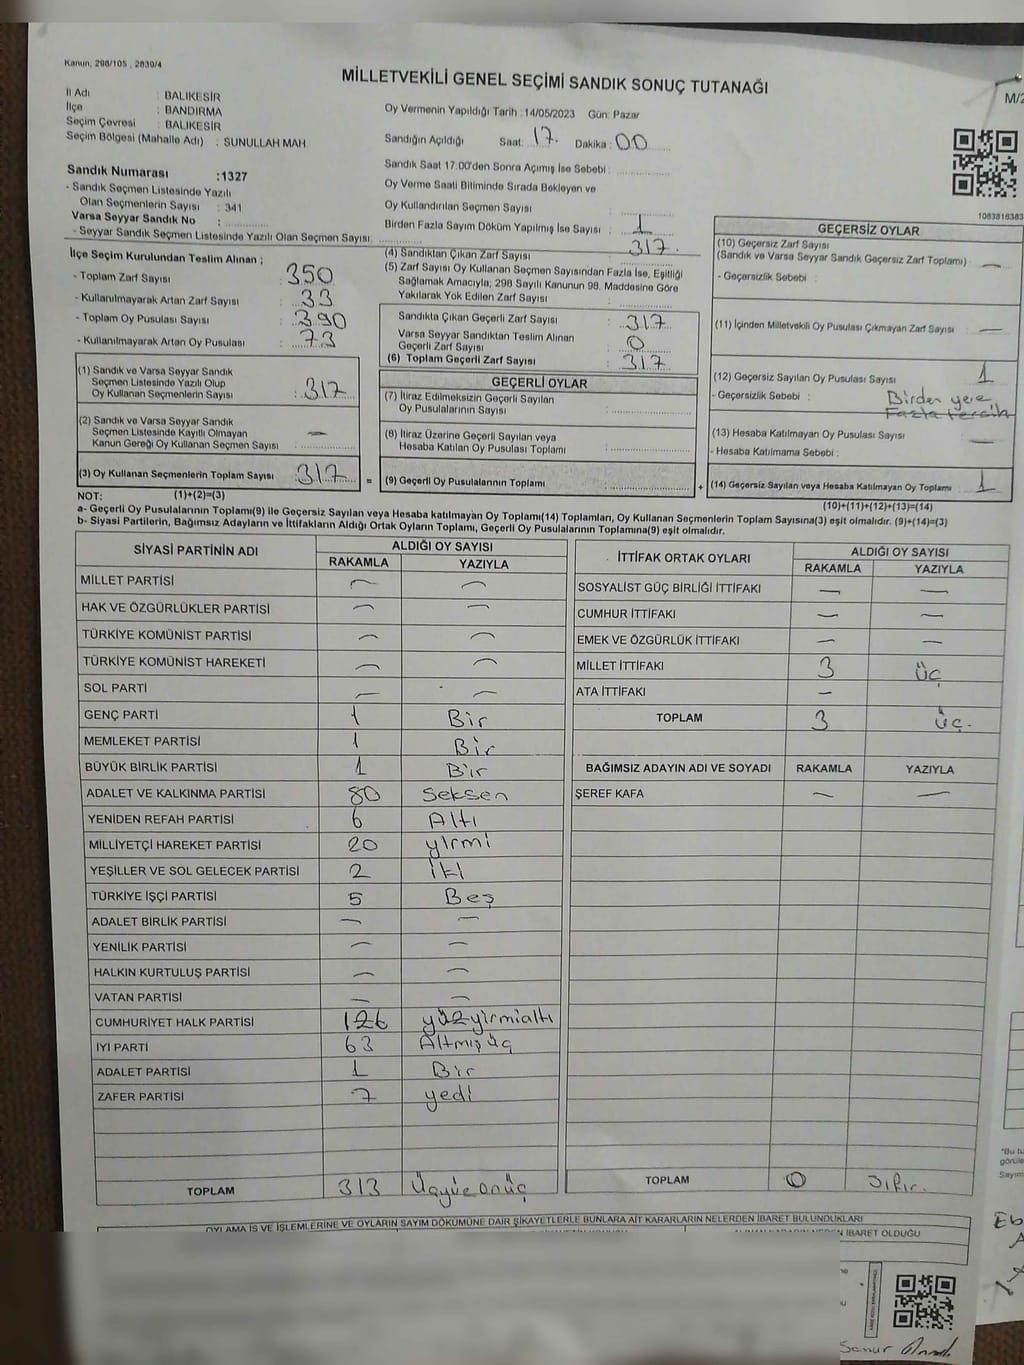 Kanun, 298/105 , 2839/4
MİLLETVEKİLİ GENEL SEÇİMİ SANDIK SONUÇ TUTANAĞI
M/2
İl Adı : BALIKESİR
İlçe : BANDIRMA
Seçim Çevresi : BALIKESİR
Seçim Bölgesi (Mahalle Adı) : SUNULLAH MAH.
Oy Vermenin Yapıldığı Tarih : 14/05/2023 Gün: Pazar
Sandığın Açıldığı Saat: 17. Dakika : 00
Sandık Saat 17.00'den Sonra Açımış İse Sebebi :
Oy Verme Saati Bitiminde Sırada Bekleyen ve
Oy Kullandırılan Seçmen Sayısı :
Birden Fazla Sayım Döküm Yapılmış İse Sayısı : 1
Sandık Numarası :1327
- Sandık Seçmen Listesinde Yazılı
Olan Seçmenlerin Sayısı : 341
Varsa Seyyar Sandık No :
- Seyyar Sandık Seçmen Listesinde Yazılı Olan Seçmen Sayısı:
İlçe Seçim Kurulundan Teslim Alınan ;
- Toplam Zarf Sayısı : 350
- Kullanılmayarak Artan Zarf Sayısı : 33
- Toplam Oy Pusulası Sayısı : 390
- Kullanılmayarak Artan Oy Pusulası : 73
(1) Sandık ve Varsa Seyyar Sandık
Seçmen Listesinde Yazılı Olup
Oy Kullanan Seçmenlerin Sayısı : 317
(2) Sandık ve Varsa Seyyar Sandık
Seçmen Listesinde Kayıtlı Olmayan
Kanun Gereği Oy Kullanan Seçmen Sayısı : —
(3) Oy Kullanan Seçmenlerin Toplam Sayısı 317 =
(4) Sandıktan Çıkan Zarf Sayısı : 317.
(5) Zarf Sayısı Oy Kullanan Seçmen Sayısından Fazla İse, Eşitliği
Sağlamak Amacıyla; 298 Sayılı Kanunun 98. Maddesine Göre
Yakılarak Yok Edilen Zarf Sayısı :
Sandıkta Çıkan Geçerli Zarf Sayısı : 317
Varsa Seyyar Sandıktan Teslim Alınan
Geçerli Zarf Sayısı : 0
(6) Toplam Geçerli Zarf Sayısı : 317
GEÇERLİ OYLAR
(7) İtiraz Edilmeksizin Geçerli Sayılan
Oy Pusulalarının Sayısı :
(8) İtiraz Üzerine Geçerli Sayılan veya
Hesaba Katılan Oy Pusulası Toplamı :
(9) Geçerli Oy Pusulalarının Toplamı : +
1083816383
GEÇERSİZ OYLAR
(10) Geçersiz Zarf Sayısı
(Sandık ve Varsa Seyyar Sandık Geçersiz Zarf Toplamı) : —
- Geçersizlik Sebebi :
(11) İçinden Milletvekili Oy Pusulası Çıkmayan Zarf Sayısı : —
(12) Geçersiz Sayılan Oy Pusulası Sayısı : 1
- Geçersizlik Sebebi : Birden yere
Fazla tercih
(13) Hesaba Katılmayan Oy Pusulası Sayısı : —
- Hesaba Katılmama Sebebi :
(14) Geçersiz Sayılan veya Hesaba Katılmayan Oy Toplamı : 1
NOT: (1)+(2)=(3)
(10)+(11)+(12)+(13)=(14)
a- Geçerli Oy Pusulalarının Toplamı(9) ile Geçersiz Sayılan veya Hesaba katılmayan Oy Toplamı(14) Toplamları, Oy Kullanan Seçmenlerin Toplam Sayısına(3) eşit olmalıdır. (9)+(14)=(3)
b- Siyasi Partilerin, Bağımsız Adayların ve İttifakların Aldığı Ortak Oyların Toplamı, Geçerli Oy Pusulalarının Toplamına(9) eşit olmalıdır.
SİYASİ PARTİNİN ADI ALDIĞI OY SAYISI
RAKAMLA YAZIYLA
MİLLET PARTİSİ — —
HAK VE ÖZGÜRLÜKLER PARTİSİ — —
TÜRKİYE KOMÜNİST PARTİSİ — —
TÜRKİYE KOMÜNİST HAREKETİ — —
SOL PARTİ — —
GENÇ PARTİ 1 Bir
MEMLEKET PARTİSİ 1 Bir
BÜYÜK BİRLİK PARTİSİ 1 Bir
ADALET VE KALKINMA PARTİSİ 80 Seksen
YENİDEN REFAH PARTİSİ 6 Altı
MİLLİYETÇİ HAREKET PARTİSİ 20 yirmi
YEŞİLLER VE SOL GELECEK PARTİSİ 2 İki
TÜRKİYE İŞÇİ PARTİSİ 5 Beş
ADALET BİRLİK PARTİSİ — —
YENİLİK PARTİSİ — —
HALKIN KURTULUŞ PARTİSİ — —
VATAN PARTİSİ — —
CUMHURİYET HALK PARTİSİ 126 yüzyirmialtı
İYİ PARTİ 63 Altmışüç
ADALET PARTİSİ 1 Bir
ZAFER PARTİSİ 7 yedi
TOPLAM 313 Üçyüzonüç
İTTİFAK ORTAK OYLARI ALDIĞI OY SAYISI
RAKAMLA YAZIYLA
SOSYALİST GÜÇ BİRLİĞİ İTTİFAKI — —
CUMHUR İTTİFAKI — —
EMEK VE ÖZGÜRLÜK İTTİFAKI — —
MİLLET İTTİFAKI 3 üç
ATA İTTİFAKI —
TOPLAM 3 üç.
BAĞIMSIZ ADAYIN ADI VE SOYADI RAKAMLA YAZIYLA
ŞEREF KAFA — —
TOPLAM 0 Sıfır.
OYLAMA İŞ VE İŞLEMLERİNE VE OYLARIN SAYIM DÖKÜMÜNE DAİR ŞİKAYETLERLE BUNLARA AİT KARARLARIN NELERDEN İBARET BULUNDUKLARI
N İBARET OLDUĞU
"Bu tu
görüle
Sayım
Eb